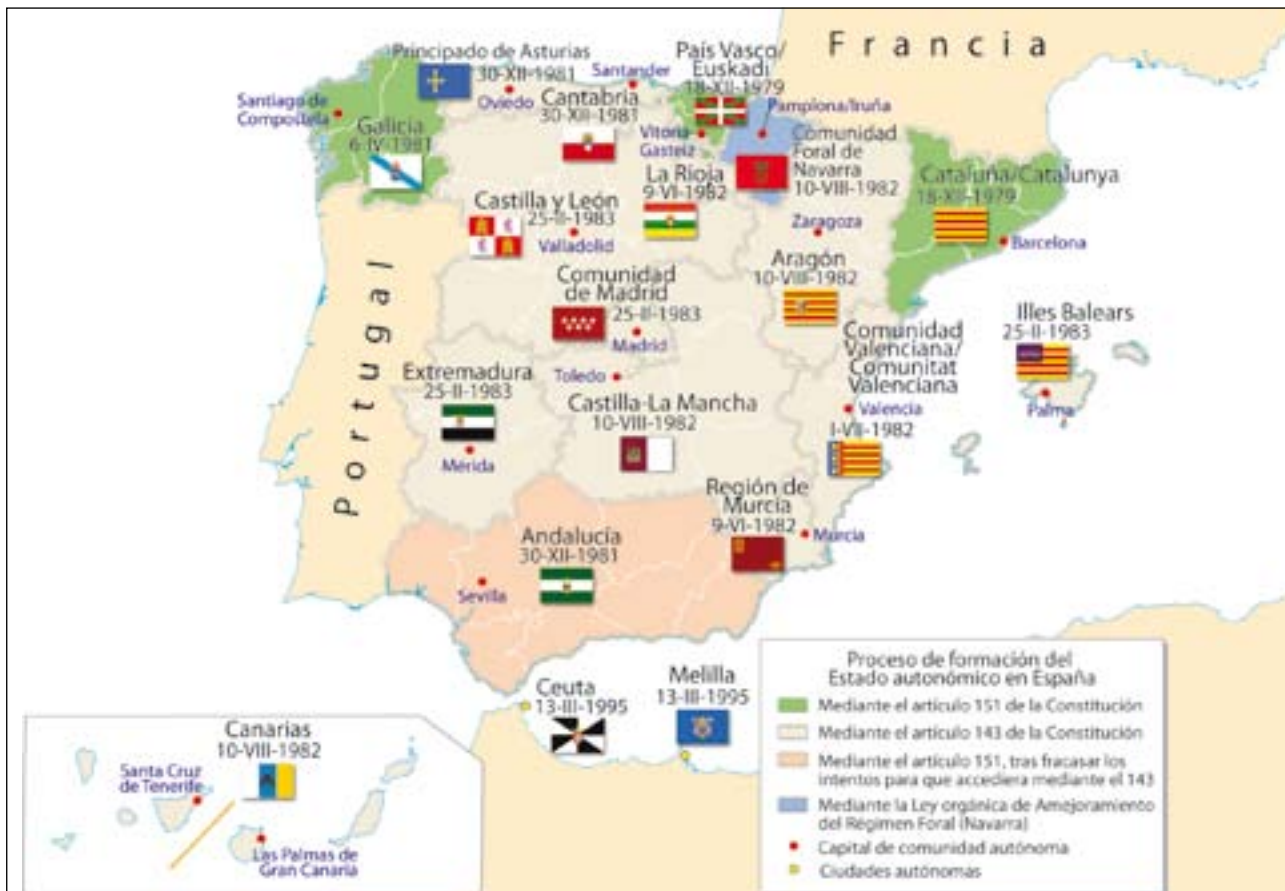 Francia
Portugal
Principado de Asturias
30-XII-1981
Oviedo
Santander
Cantabria
30-XII-1981
País Vasco/
Euskadi
18-XII-1979
Vitoria
Gasteiz
Pamplona/Iruña
Comunidad
Foral de
Navarra
10-VIII-1982
Santiago de
Compostela
Galicia
6-IV-1981
La Rioja
9-VI-1982
Cataluña/Catalunya
18-XII-1979
Barcelona
Castilla y León
25-II-1983
Valladolid
Zaragoza
Aragón
10-VIII-1982
Comunidad
de Madrid
25-II-1983
Madrid
Illes Balears
25-II-1983
Palma
Comunidad
Valenciana/
Comunitat
Valenciana
Valencia
I-VII-1982
Extremadura
25-II-1983
Mérida
Toledo
Castilla-La Mancha
10-VIII-1982
Región de
Murcia
9-VI-1982
Murcia
Andalucía
30-XII-1981
Sevilla
Ceuta
13-III-1995
Melilla
13-III-1995
Canarias
10-VIII-1982
Santa Cruz
de Tenerife
Las Palmas de
Gran Canaria
Proceso de formación del
Estado autonómico en España
Mediante el artículo 151 de la Constitución
Mediante el artículo 143 de la Constitución
Mediante el artículo 151, tras fracasar los
intentos para que accediera mediante el 143
Mediante la Ley orgánica de Amejoramiento
del Régimen Foral (Navarra)
Capital de comunidad autónoma
Ciudades autónomas